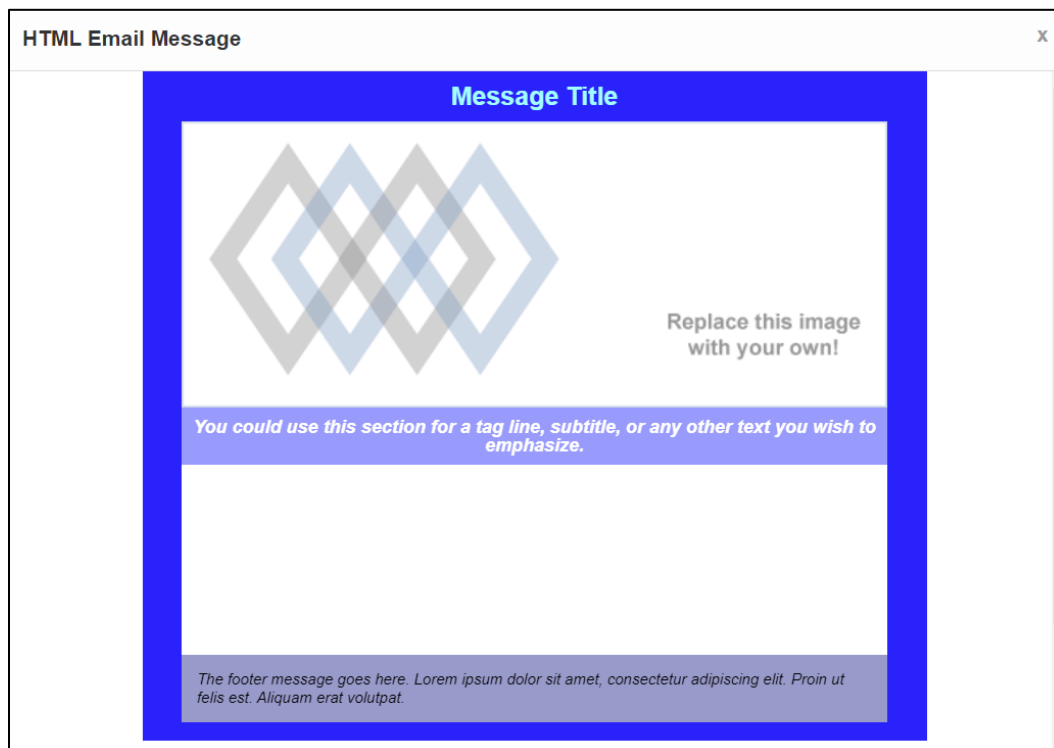 HTML Email Message
x
Message Title
Replace this image
with your own!
You could use this section for a tag line, subtitle, or any other text you wish to
emphasize.
The footer message goes here. Lorem ipsum dolor sit amet, consectetur adipiscing elit. Proin ut
felis est. Aliquam erat volutpat.